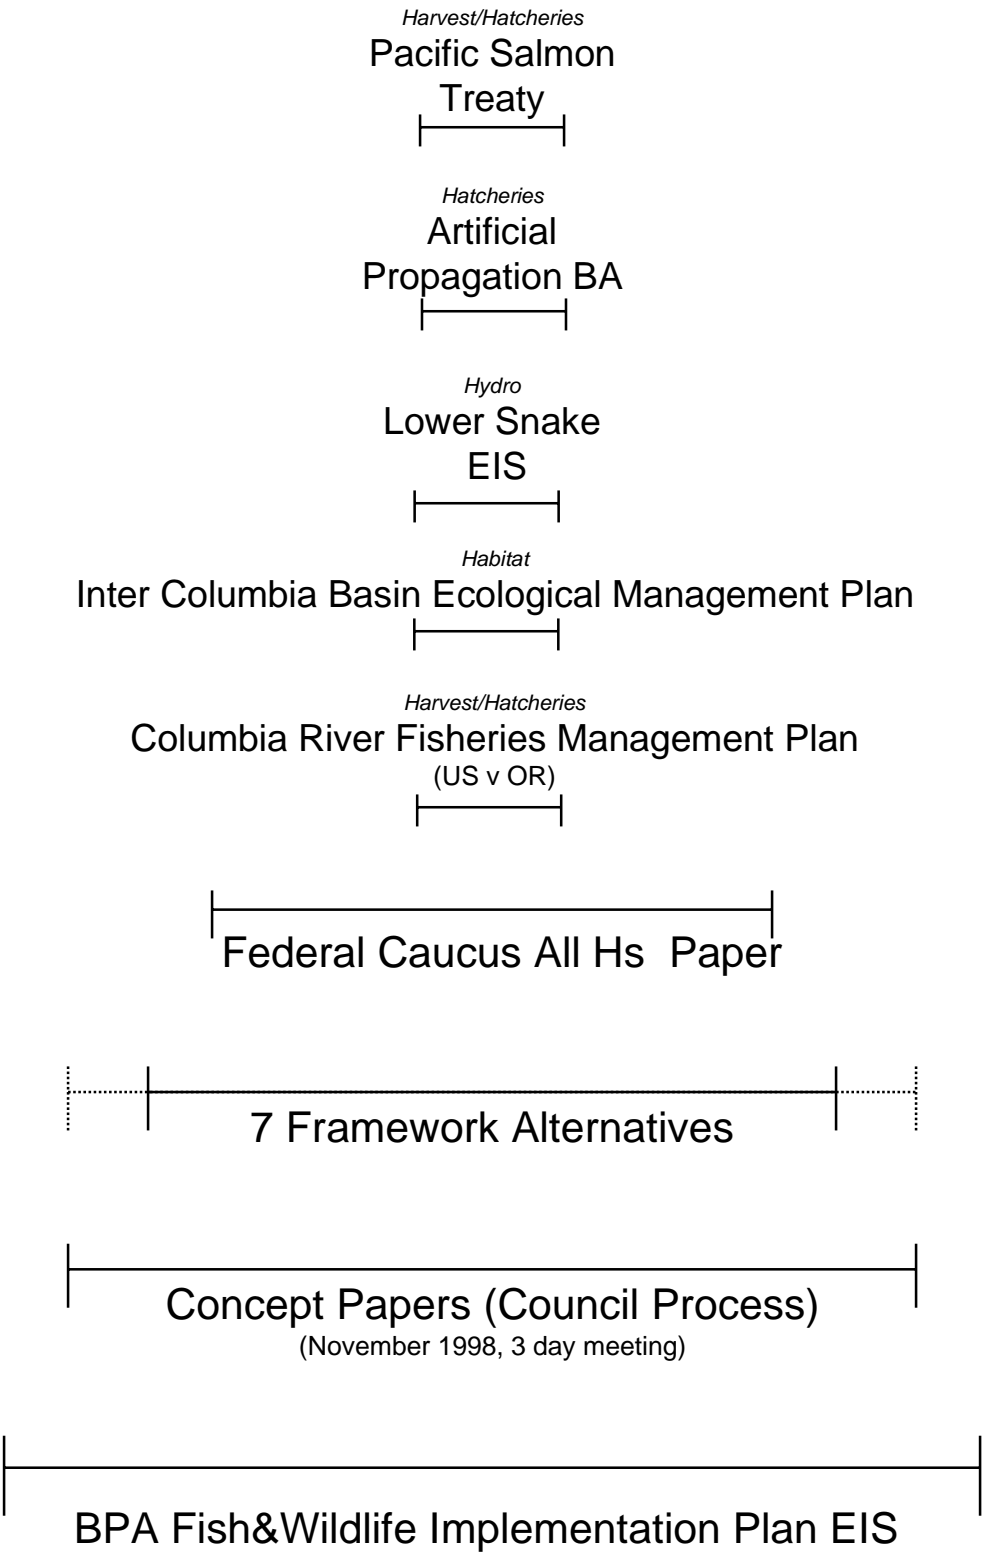 Harvest/Hatcheries
Pacific Salmon
Treaty
Hatcheries
Artificial
Propagation BA
Hydro
Lower Snake
EIS
Habitat
Inter Columbia Basin Ecological Management Plan
Harvest/Hatcheries
Columbia River Fisheries Management Plan
(US v OR)
Federal Caucus All Hs  Paper
7 Framework Alternatives
Concept Papers (Council Process)
(November 1998, 3 day meeting)
BPA Fish&Wildlife Implementation Plan EIS